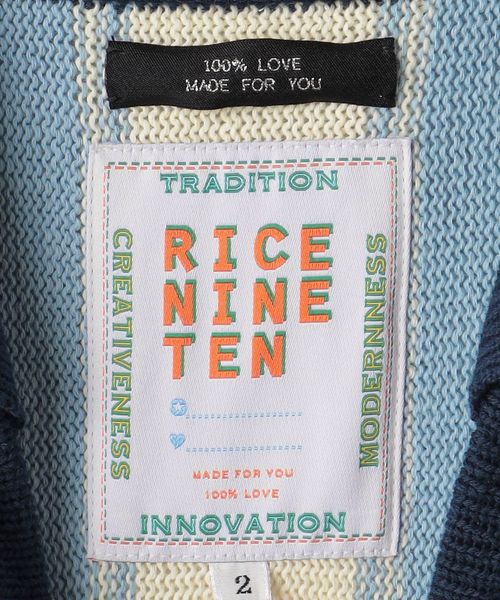 100% LOVE
MADE FOR YOU
TRADITION
CREATIVENESS
RICE
NINE
TEN
MODERNNESS
MADE FOR YOU
100% LOVE
INNOVATION
2